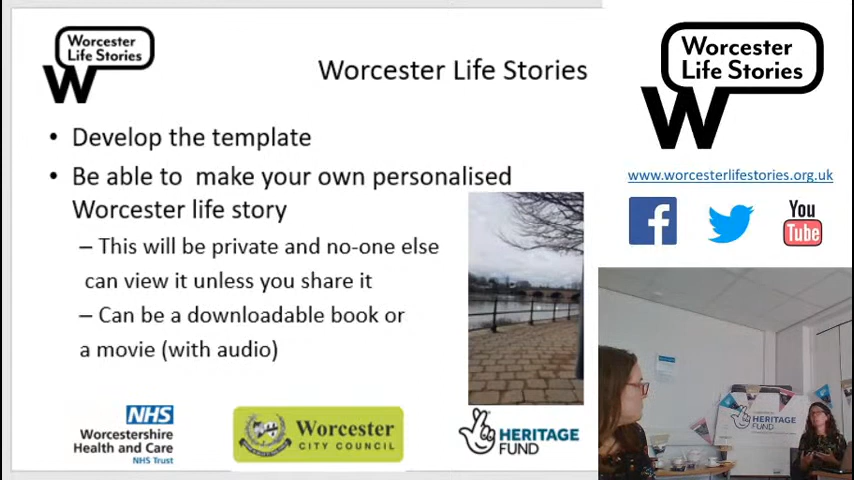 Worcester
Life Stories
W
Worcester Life Stories
• Develop the template
• Be able to make your own personalised
Worcester life story
– This will be private and no-one else
can view it unless you share it
– Can be a downloadable book or
a movie (with audio)
NHS
Worcestershire
Health and Care
NHS Trust
Worcester
CITY COUNCIL
HERITAGE
FUND
Worcester
Life Stories
W
www.worcesterlifestories.org.uk
f
You
Tube
HERITAGE
FUND